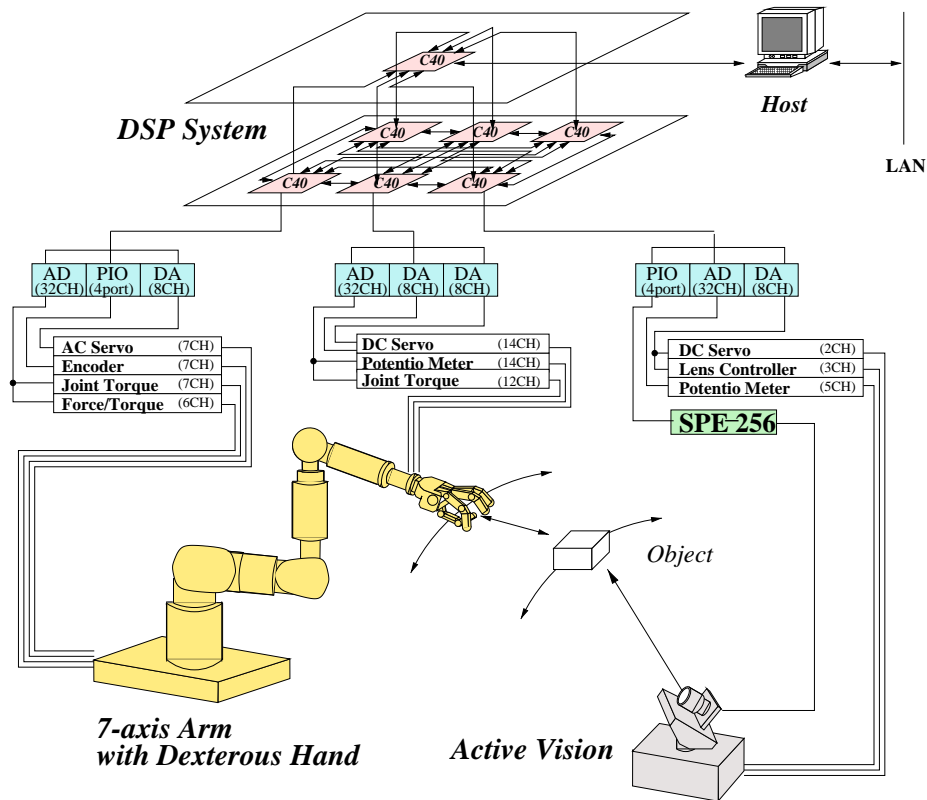 C40
Host
DSP System
LAN
C40 C40 C40
C40 C40 C40
AD PIO DA
(32CH) (4port) (8CH)
AD DA DA
(32CH) (8CH) (8CH)
PIO AD DA
(4port) (32CH) (8CH)
AC Servo (7CH)
Encoder (7CH)
Joint Torque (7CH)
Force/Torque (6CH)
DC Servo (14CH)
Potentio Meter (14CH)
Joint Torque (12CH)
DC Servo (2CH)
Lens Controller (3CH)
Potentio Meter (5CH)
SPE-256
Object
7-axis Arm
with Dexterous Hand
Active Vision